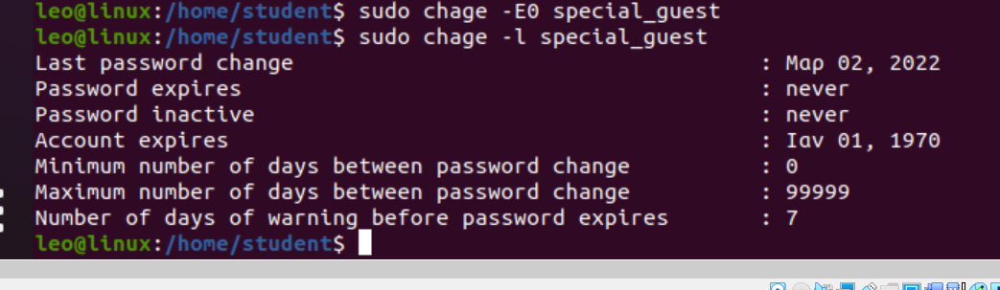 leo@linux:/home/student$ sudo chage -E0 special_guest
leo@linux:/home/student$ sudo chage -l special_guest
Last password change : Μαρ 02, 2022
Password expires : never
Password inactive : never
Account expires : Ιαν 01, 1970
Minimum number of days between password change : 0
Maximum number of days between password change : 99999
Number of days of warning before password expires : 7
leo@linux:/home/student$